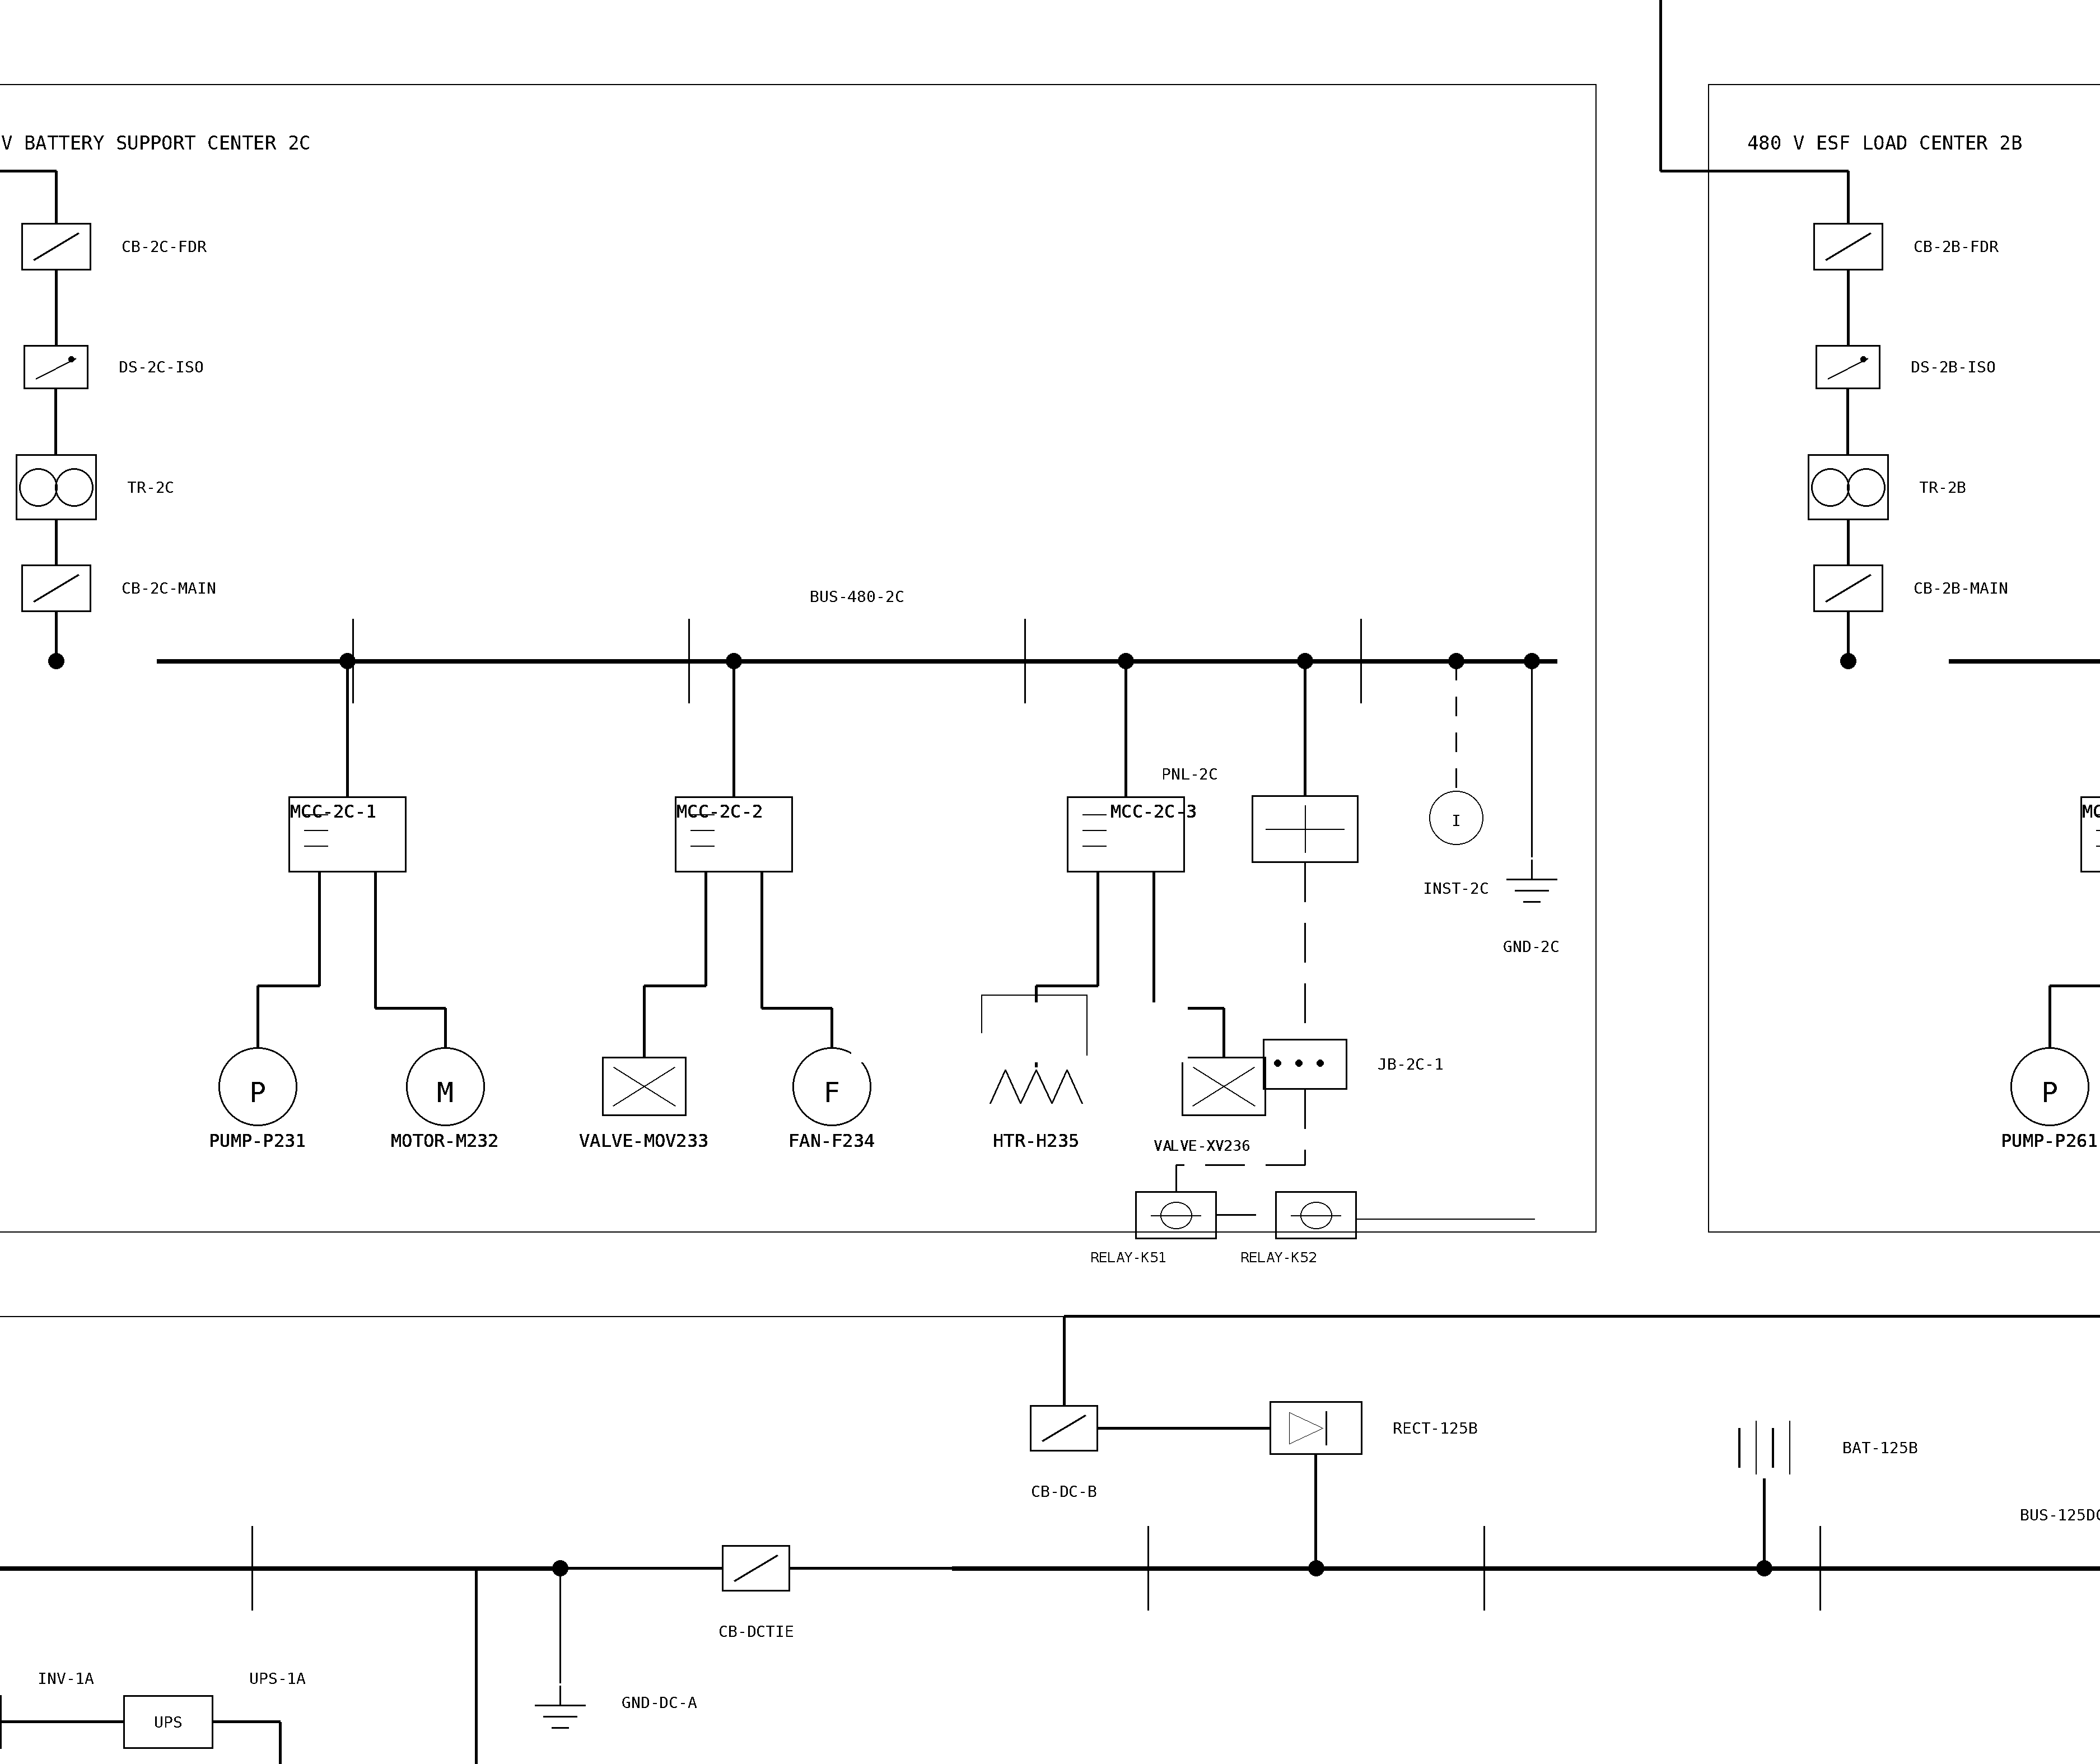 V BATTERY SUPPORT CENTER 2C
480 V ESF LOAD CENTER 2B
CB-2C-FDR
CB-2B-FDR
DS-2C-ISO
DS-2B-ISO
TR-2C
TR-2B
CB-2C-MAIN
CB-2B-MAIN
BUS-480-2C
PNL-2C
MCC-2C-1
MCC-2C-2
MCC-2C-3
MC
I
INST-2C
GND-2C
JB-2C-1
P
M
F
P
PUMP-P231
MOTOR-M232
VALVE-MOV233
FAN-F234
HTR-H235
VALVE-XV236
PUMP-P261
RELAY-K51
RELAY-K52
RECT-125B
BAT-125B
CB-DC-B
BUS-125DC
CB-DCTIE
INV-1A
UPS-1A
GND-DC-A
UPS